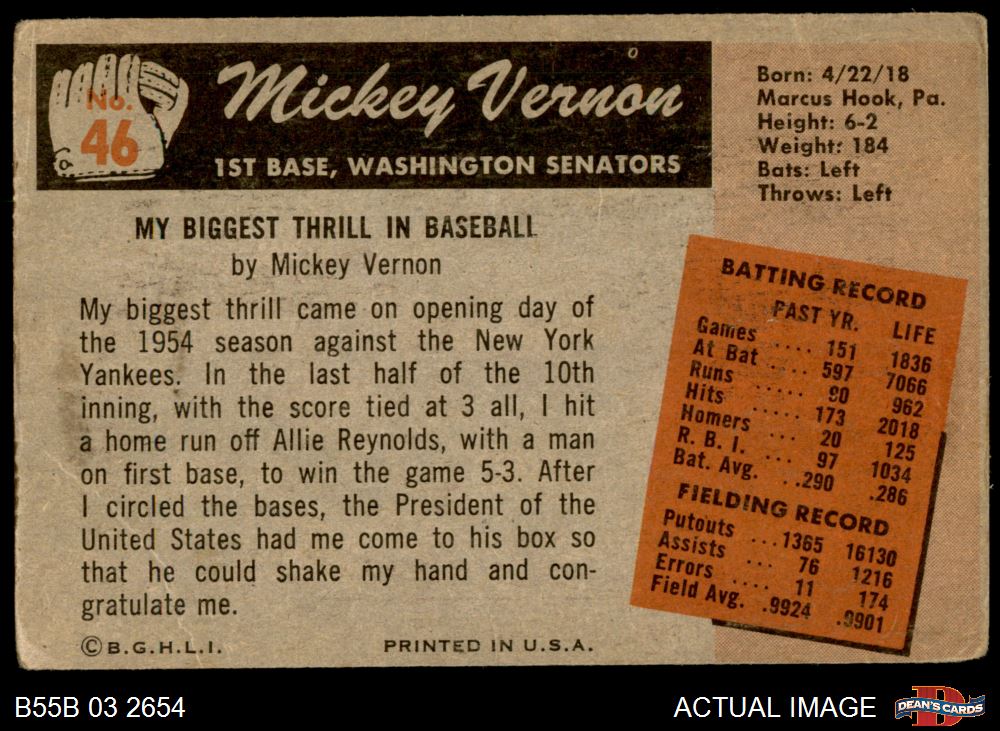 No.
46
Mickey Vernon
1ST BASE, WASHINGTON SENATORS
Born: 4/22/18
Marcus Hook, Pa.
Height: 6-2
Weight: 184
Bats: Left
Throws: Left
MY BIGGEST THRILL IN BASEBALL
by Mickey Vernon
My biggest thrill came on opening day of
the 1954 season against the New York
Yankees. In the last half of the 10th
inning, with the score tied at 3 all, I hit
a home run off Allie Reynolds, with a man
on first base, to win the game 5-3. After
I circled the bases, the President of the
United States had me come to his box so
that he could shake my hand and con-
gratulate me.
BATTING RECORD
PAST YR. LIFE
Games .... 151 1836
At Bat .... 597 7066
Runs ..... 90 962
Hits ..... 173 2018
Homers ... 20 125
R. B. I. ... 97 1034
Bat. Avg. .290 .286
FIELDING RECORD
Putouts ...1365 16130
Assists ... 76 1216
Errors .... 11 174
Field Avg. .9924 .9901
©B.G.H.L.I. PRINTED IN U.S.A.
B55B 03 2654
ACTUAL IMAGE
D
DEAN'S CARDS